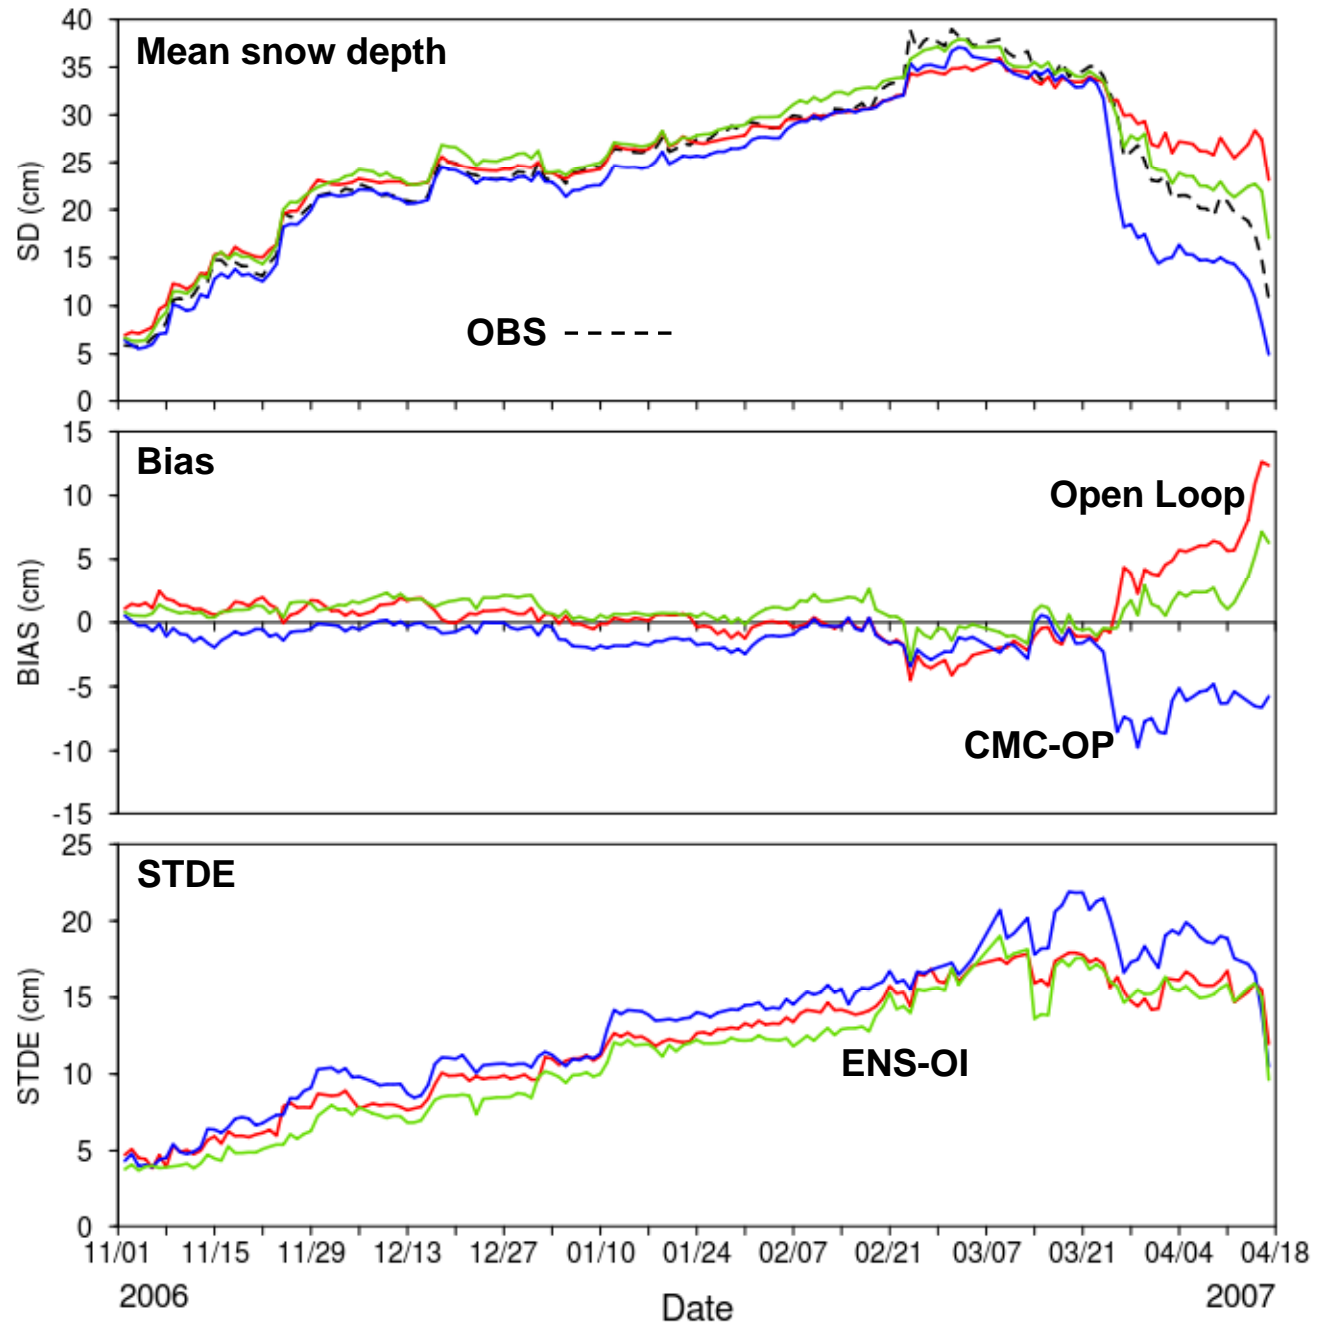 40
Mean snow depth
35
30
25
20
15
10
5
0
SD (cm)
OBS
15
Bias
10
Open Loop
5
0
-5
CMC-OP
-10
-15
BIAS (cm)
25
STDE
20
15
ENS-OI
10
5
0
STDE (cm)
11/01 11/15 11/29 12/13 12/27 01/10 01/24 02/07 02/21 03/07 03/21 04/04 04/18
2006 Date 2007